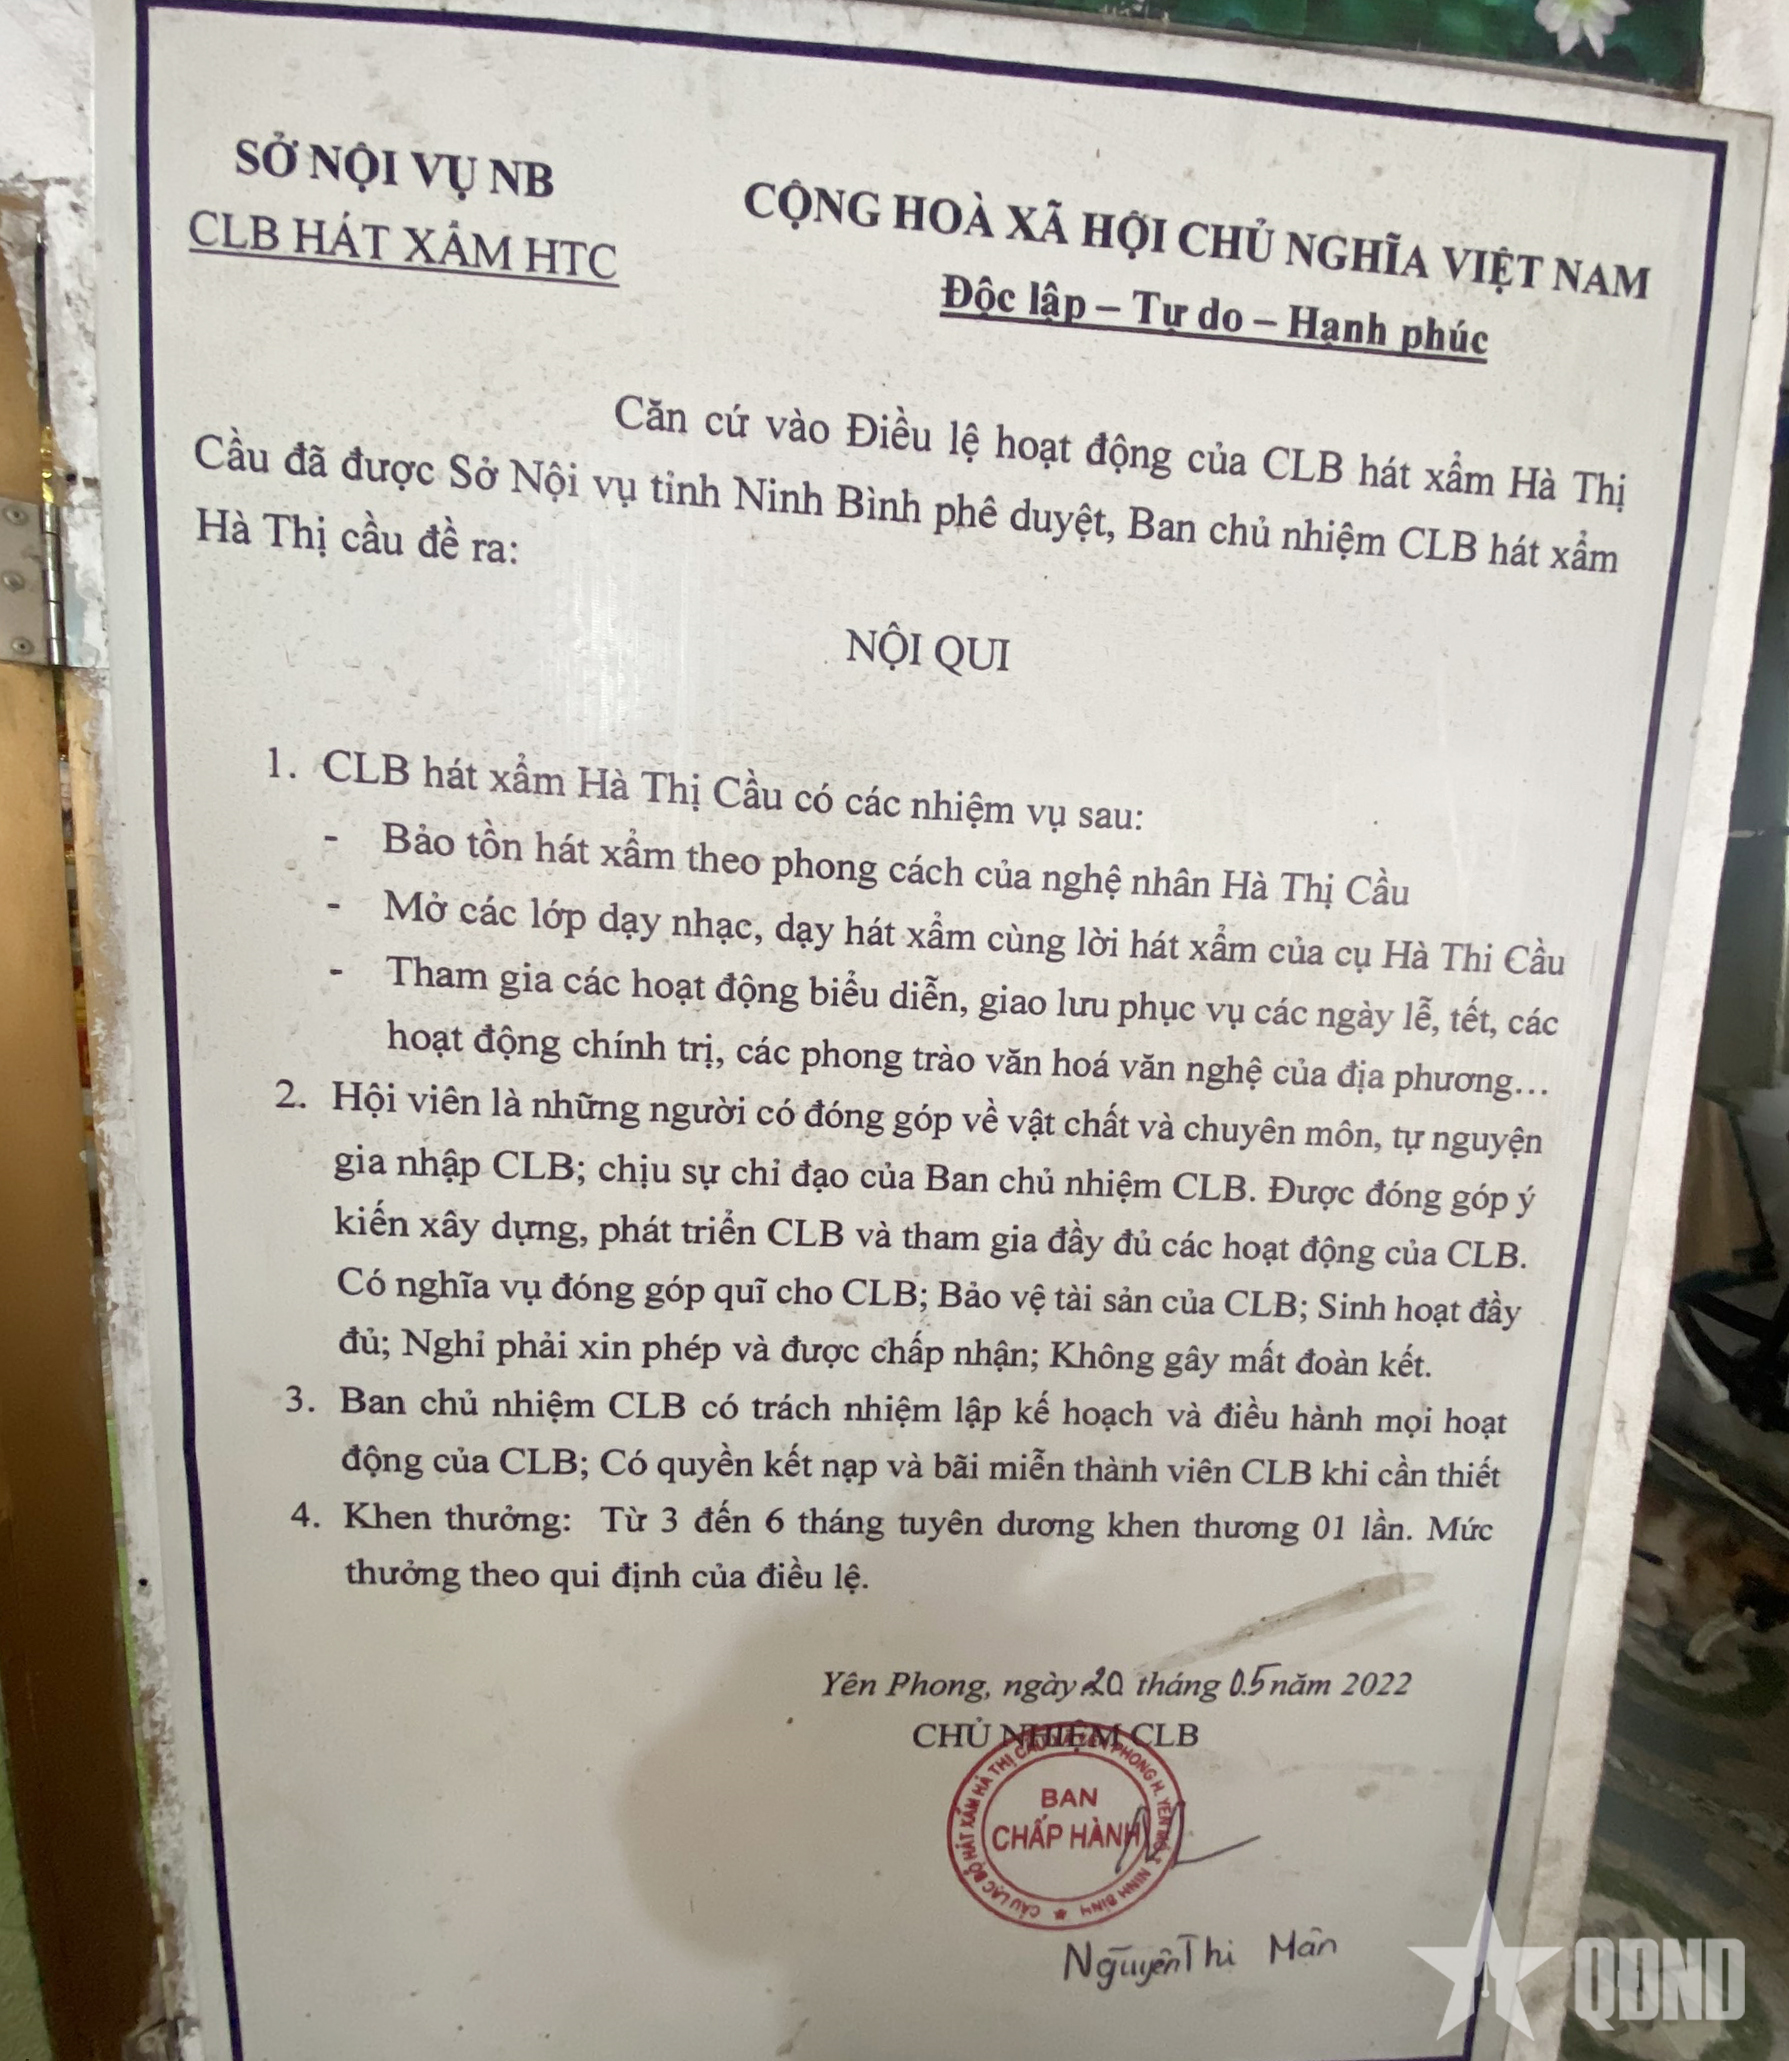 SỞ NỘI VỤ NB
CLB HÁT XẨM HTC
CỘNG HOÀ XÃ HỘI CHỦ NGHĨA VIỆT NAM
Độc lập – Tự do – Hạnh phúc
Căn cứ vào Điều lệ hoạt động của CLB hát xẩm Hà Thị
Cầu đã được Sở Nội vụ tỉnh Ninh Bình phê duyệt, Ban chủ nhiệm CLB hát xẩm
Hà Thị cầu đề ra:
NỘI QUI
1. CLB hát xẩm Hà Thị Cầu có các nhiệm vụ sau:
- Bảo tồn hát xẩm theo phong cách của nghệ nhân Hà Thị Cầu
- Mở các lớp dạy nhạc, dạy hát xẩm cùng lời hát xẩm của cụ Hà Thi Cầu
- Tham gia các hoạt động biểu diễn, giao lưu phục vụ các ngày lễ, tết, các
hoạt động chính trị, các phong trào văn hoá văn nghệ của địa phương...
2. Hội viên là những người có đóng góp về vật chất và chuyên môn, tự nguyện
gia nhập CLB; chịu sự chỉ đạo của Ban chủ nhiệm CLB. Được đóng góp ý
kiến xây dựng, phát triển CLB và tham gia đầy đủ các hoạt động của CLB.
Có nghĩa vụ đóng góp quĩ cho CLB; Bảo vệ tài sản của CLB; Sinh hoạt đầy
đủ; Nghỉ phải xin phép và được chấp nhận; Không gây mất đoàn kết.
3. Ban chủ nhiệm CLB có trách nhiệm lập kế hoạch và điều hành mọi hoạt
động của CLB; Có quyền kết nạp và bãi miễn thành viên CLB khi cần thiết
4. Khen thưởng: Từ 3 đến 6 tháng tuyên dương khen thương 01 lần. Mức
thưởng theo qui định của điều lệ.
Yên Phong, ngày 20 tháng 05 năm 2022
CHỦ NHIỆM CLB
CÂU LẠC BỘ HÁT XẨM HÀ THỊ CẦU PHONG H. YÊN NINH BÌNH
BAN
CHẤP HÀNH
Nguyễn Thị Mận
QĐND